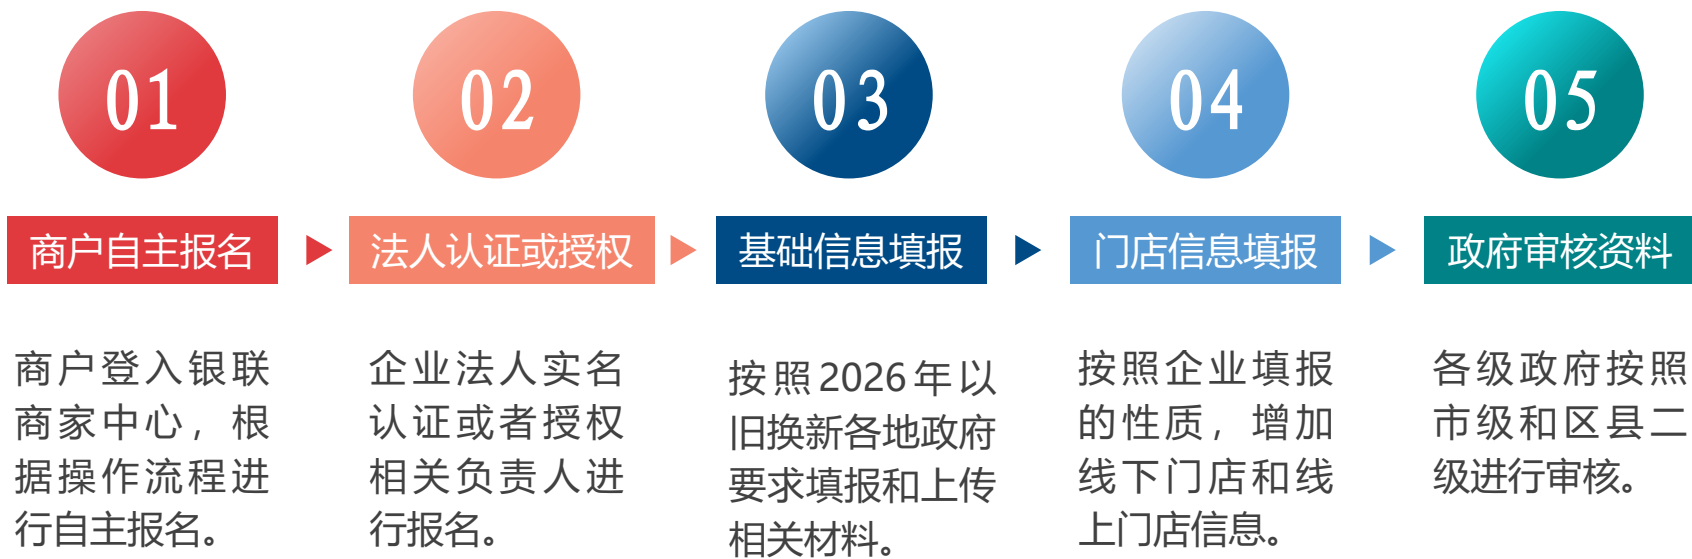 01
商户自主报名
商户登入银联
商家中心，根
据操作流程进
行自主报名。
02
法人认证或授权
企业法人实名
认证或者授权
相关负责人进
行报名。
03
基础信息填报
按照2026年以
旧换新各地政府
要求填报和上传
相关材料。
04
门店信息填报
按照企业填报
的性质，增加
线下门店和线
上门店信息。
05
政府审核资料
各级政府按照
市级和区县二
级进行审核。